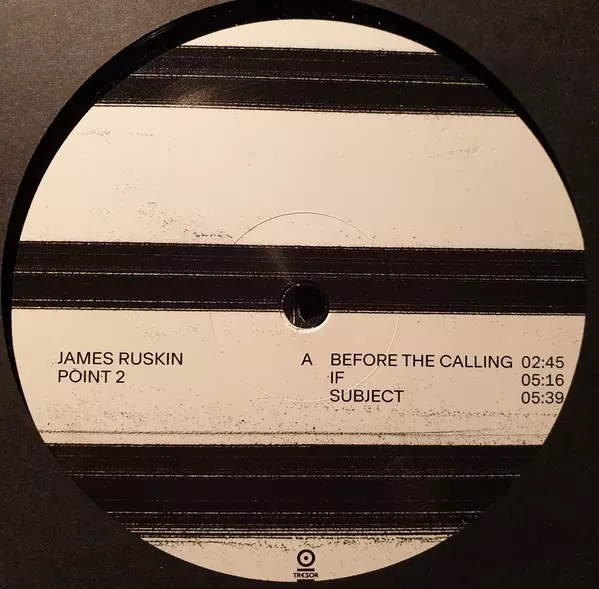 JAMES RUSKIN A BEFORE THE CALLING 02:45
POINT 2 IF 05:16
SUBJECT 05:39
TRESOR